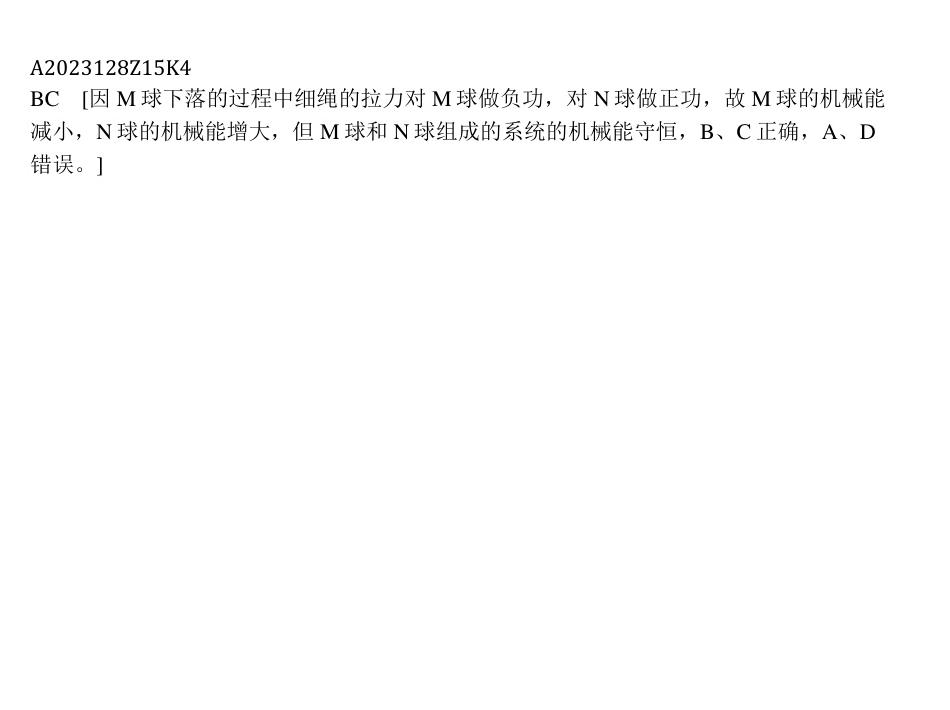 A2023128Z15K4
BC　[因 M 球下落的过程中细绳的拉力对 M 球做负功，对 N 球做正功，故 M 球的机械能
减小，N 球的机械能增大，但 M 球和 N 球组成的系统的机械能守恒，B、C 正确，A、D
错误。]